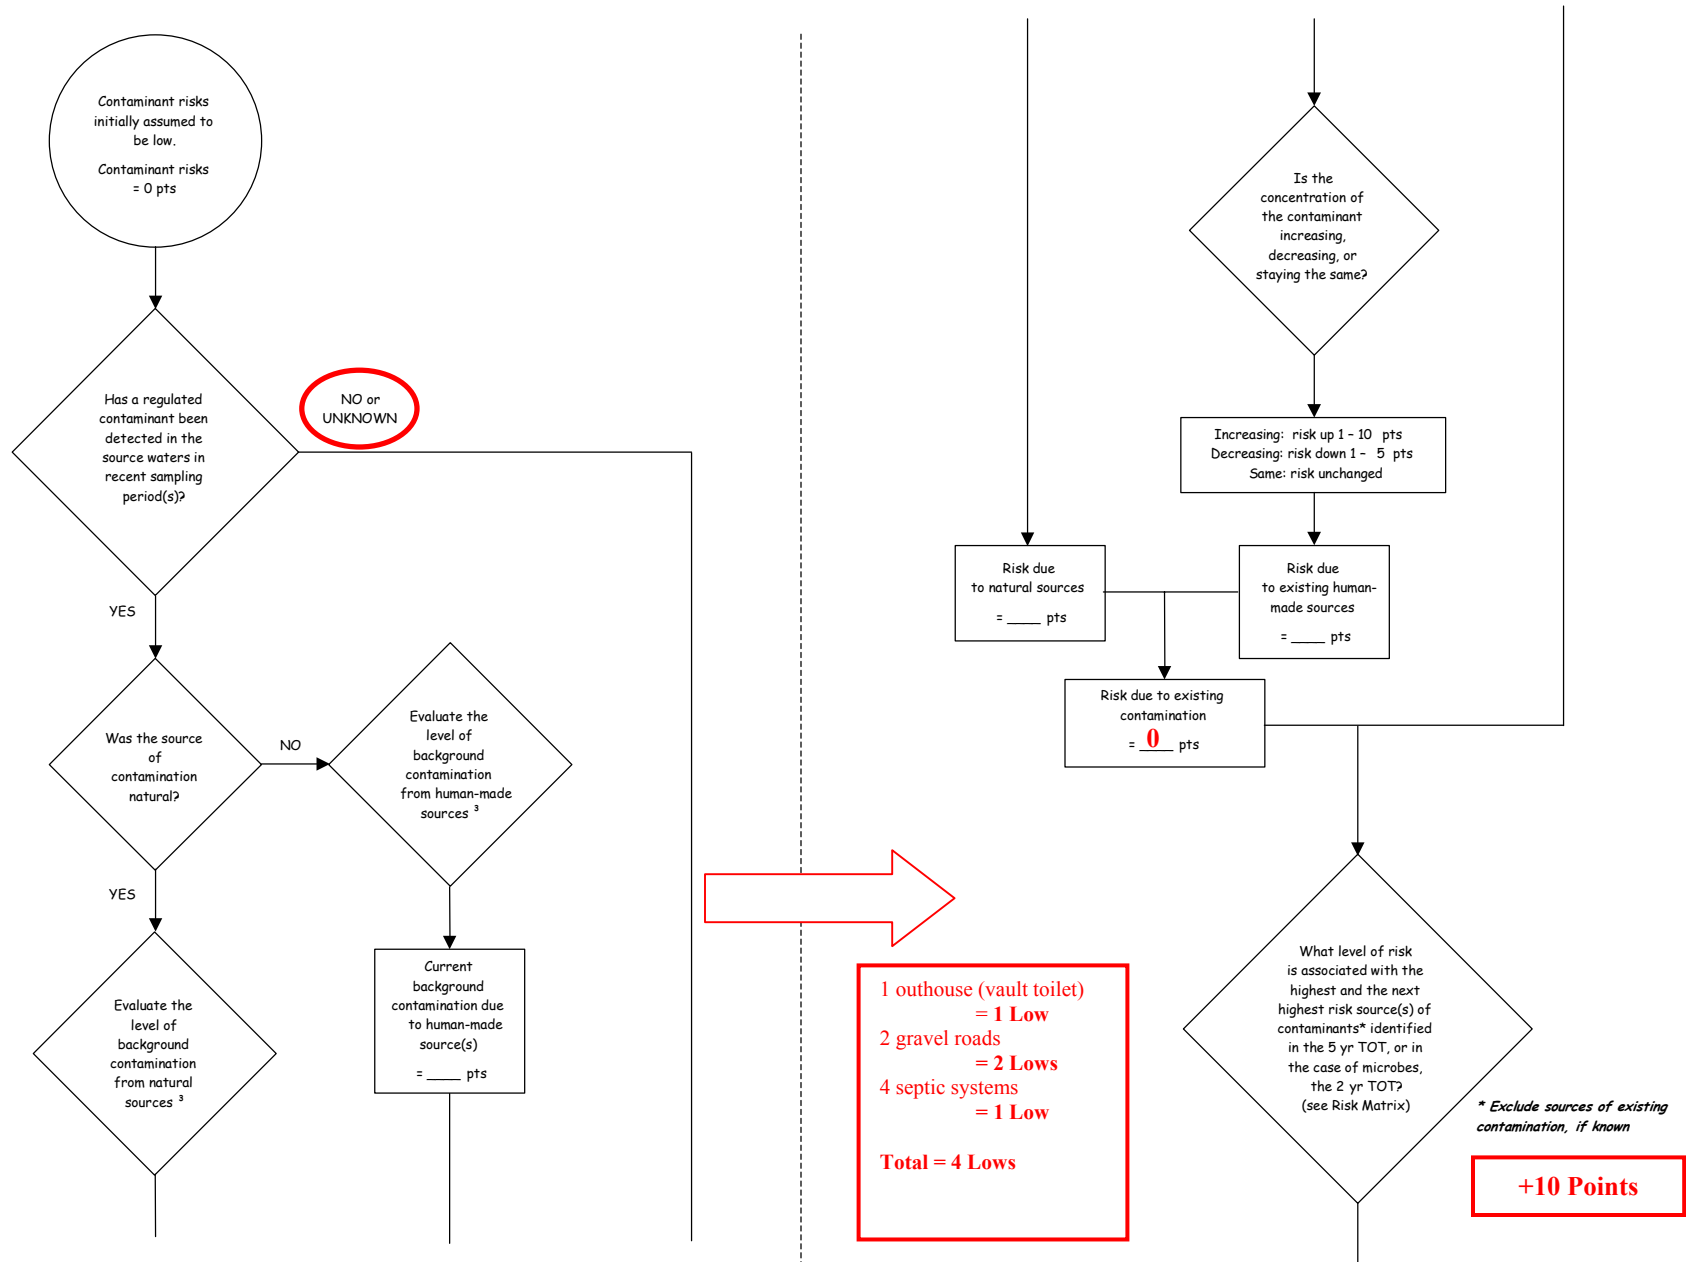 Contaminant risks
initially assumed to
be low.
Contaminant risks
= 0 pts
Has a regulated
contaminant been
detected in the
source waters in
recent sampling
period(s)?
NO or
UNKNOWN
YES
Was the source
of
contamination
natural?
NO
Evaluate the
level of
background
contamination
from human-made
sources ³
YES
Evaluate the
level of
background
contamination
from natural
sources ³
Current
background
contamination due
to human-made
source(s)
= ____ pts
Is the
concentration of
the contaminant
increasing,
decreasing, or
staying the same?
Increasing: risk up 1 – 10 pts
Decreasing: risk down 1 – 5 pts
Same: risk unchanged
Risk due
to natural sources
= ____ pts
Risk due
to existing human-
made sources
= ____ pts
Risk due to existing
contamination
= 0 pts
1 outhouse (vault toilet)
= 1 Low
2 gravel roads
= 2 Lows
4 septic systems
= 1 Low
Total = 4 Lows
What level of risk
is associated with the
highest and the next
highest risk source(s) of
contaminants* identified
in the 5 yr TOT, or in
the case of microbes,
the 2 yr TOT?
(see Risk Matrix)
* Exclude sources of existing
contamination, if known
+10 Points